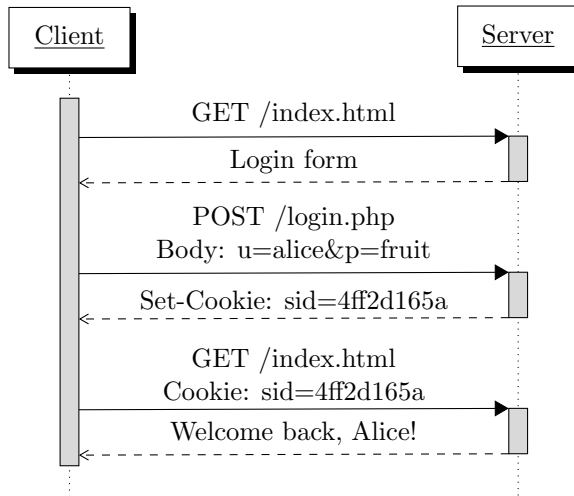 Client
Server
GET /index.html
Login form
POST /login.php
Body: u=alice&p=fruit
Set-Cookie: sid=4ff2d165a
GET /index.html
Cookie: sid=4ff2d165a
Welcome back, Alice!